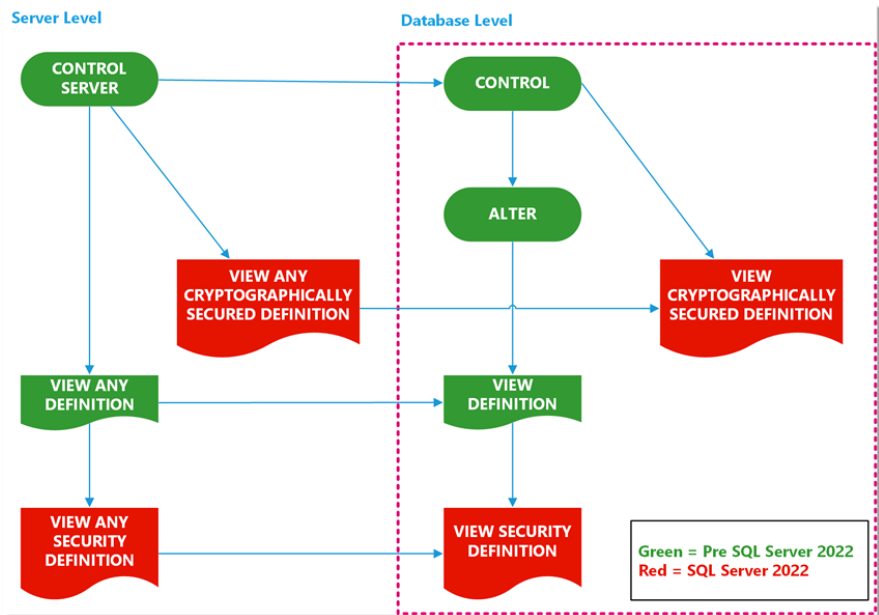 Server Level
Database Level
CONTROL
SERVER
CONTROL
ALTER
VIEW ANY
CRYPTOGRAPHICALLY
SECURED DEFINITION
VIEW
CRYPTOGRAPHICALLY
SECURED DEFINITION
VIEW ANY
DEFINITION
VIEW
DEFINITION
VIEW ANY
SECURITY
DEFINITION
VIEW SECURITY
DEFINITION
Green = Pre SQL Server 2022
Red = SQL Server 2022